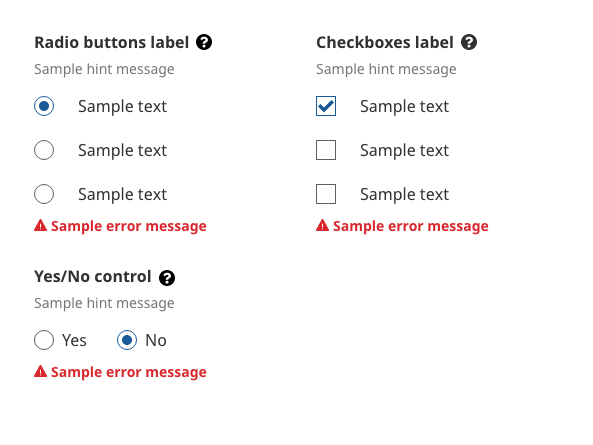 Radio buttons label ?
Sample hint message
Sample text
Sample text
Sample text
Sample error message
Checkboxes label ?
Sample hint message
Sample text
Sample text
Sample text
Sample error message
Yes/No control ?
Sample hint message
Yes No
Sample error message